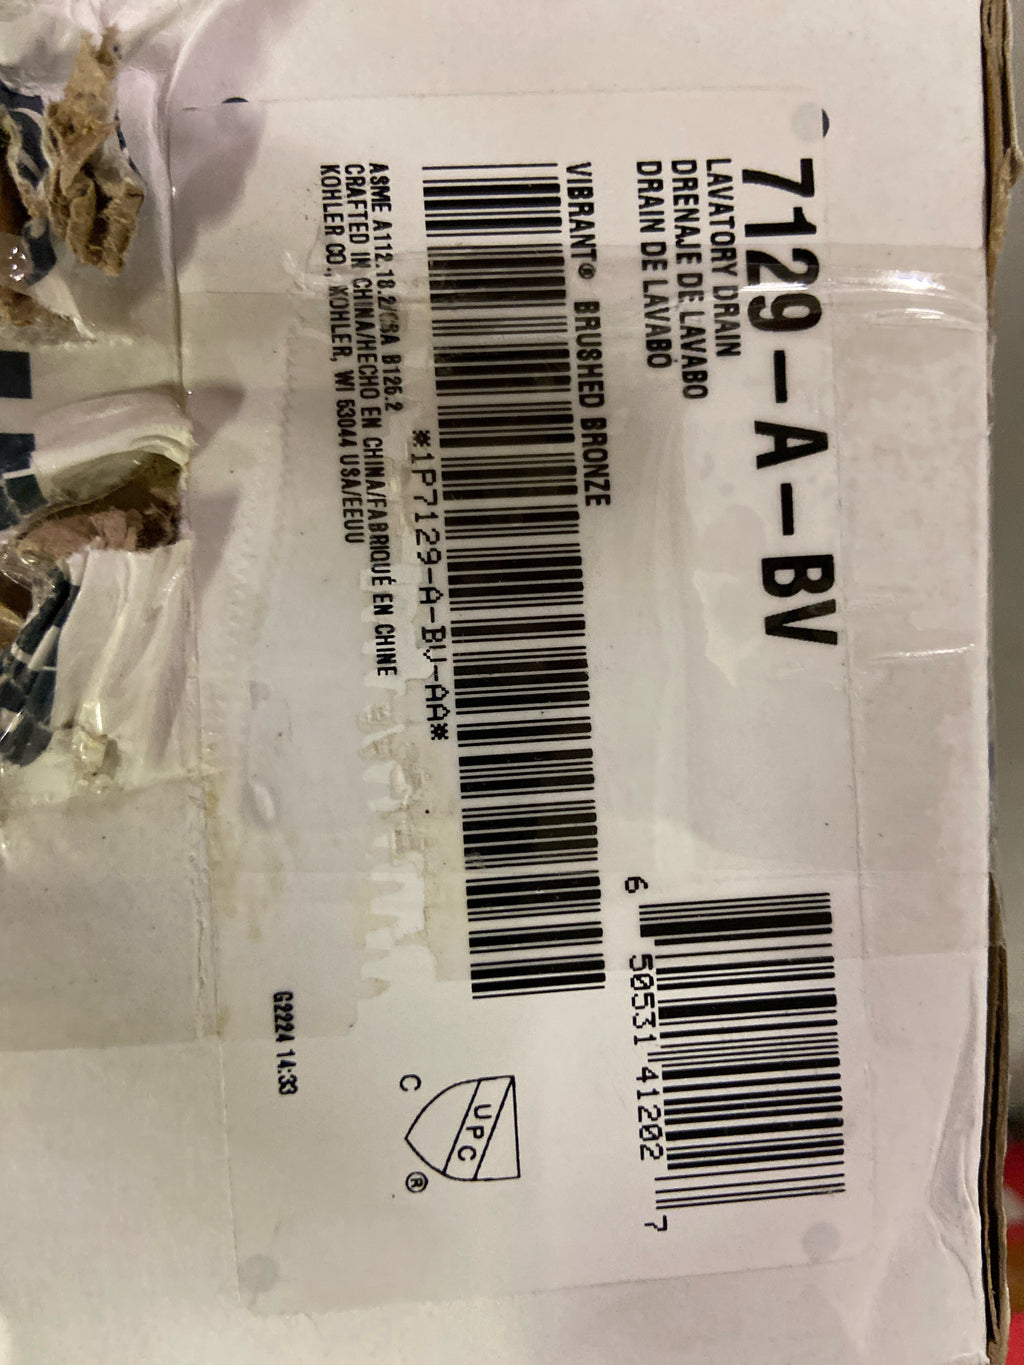 7129-A-BV
LAVATORY DRAIN
DRENAJE DE LAVABO
DRAIN DE LAVABO
VIBRANT® BRUSHED BRONZE
*1P7129-A-BV-AA*
ASME A112.18.2/CSA B125.2
CRAFTED IN CHINA/HECHO EN CHINA/FABRIQUÉ EN CHINE
KOHLER CO., KOHLER, WI 53044 USA/EEUU
6 50531 41202 7
UPC
C ®
G2224 14:33